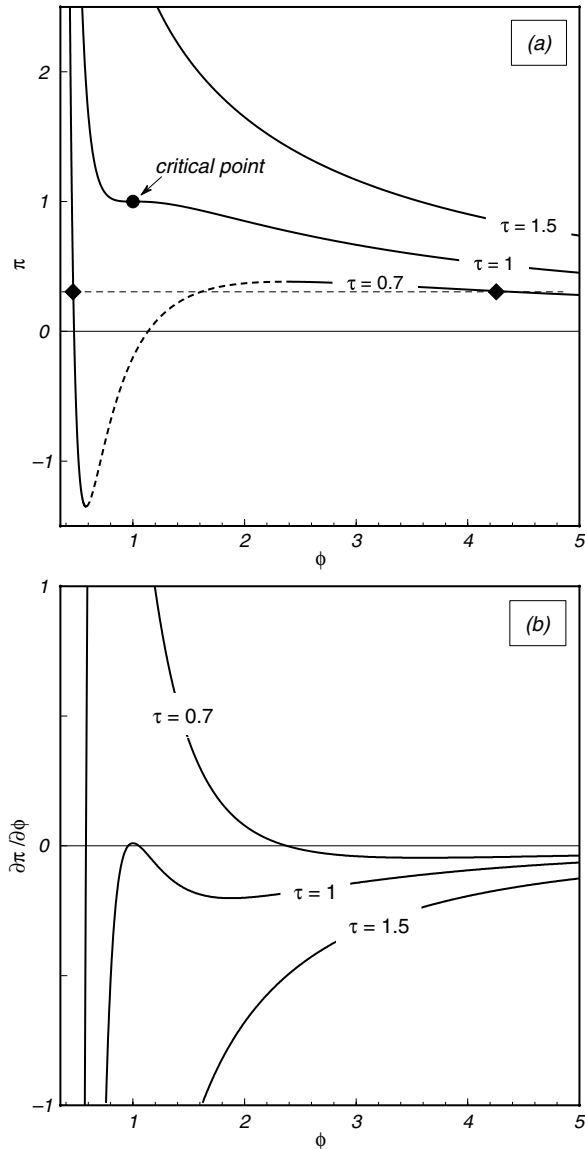 (a)
2
critical point
τ = 1.5
1
τ = 1
π
τ = 0.7
0
−1
1 2 3 4 5
ϕ
1
(b)
τ = 0.7
∂π/∂ϕ
0
τ = 1
τ = 1.5
-1
1 2 3 4 5
ϕ